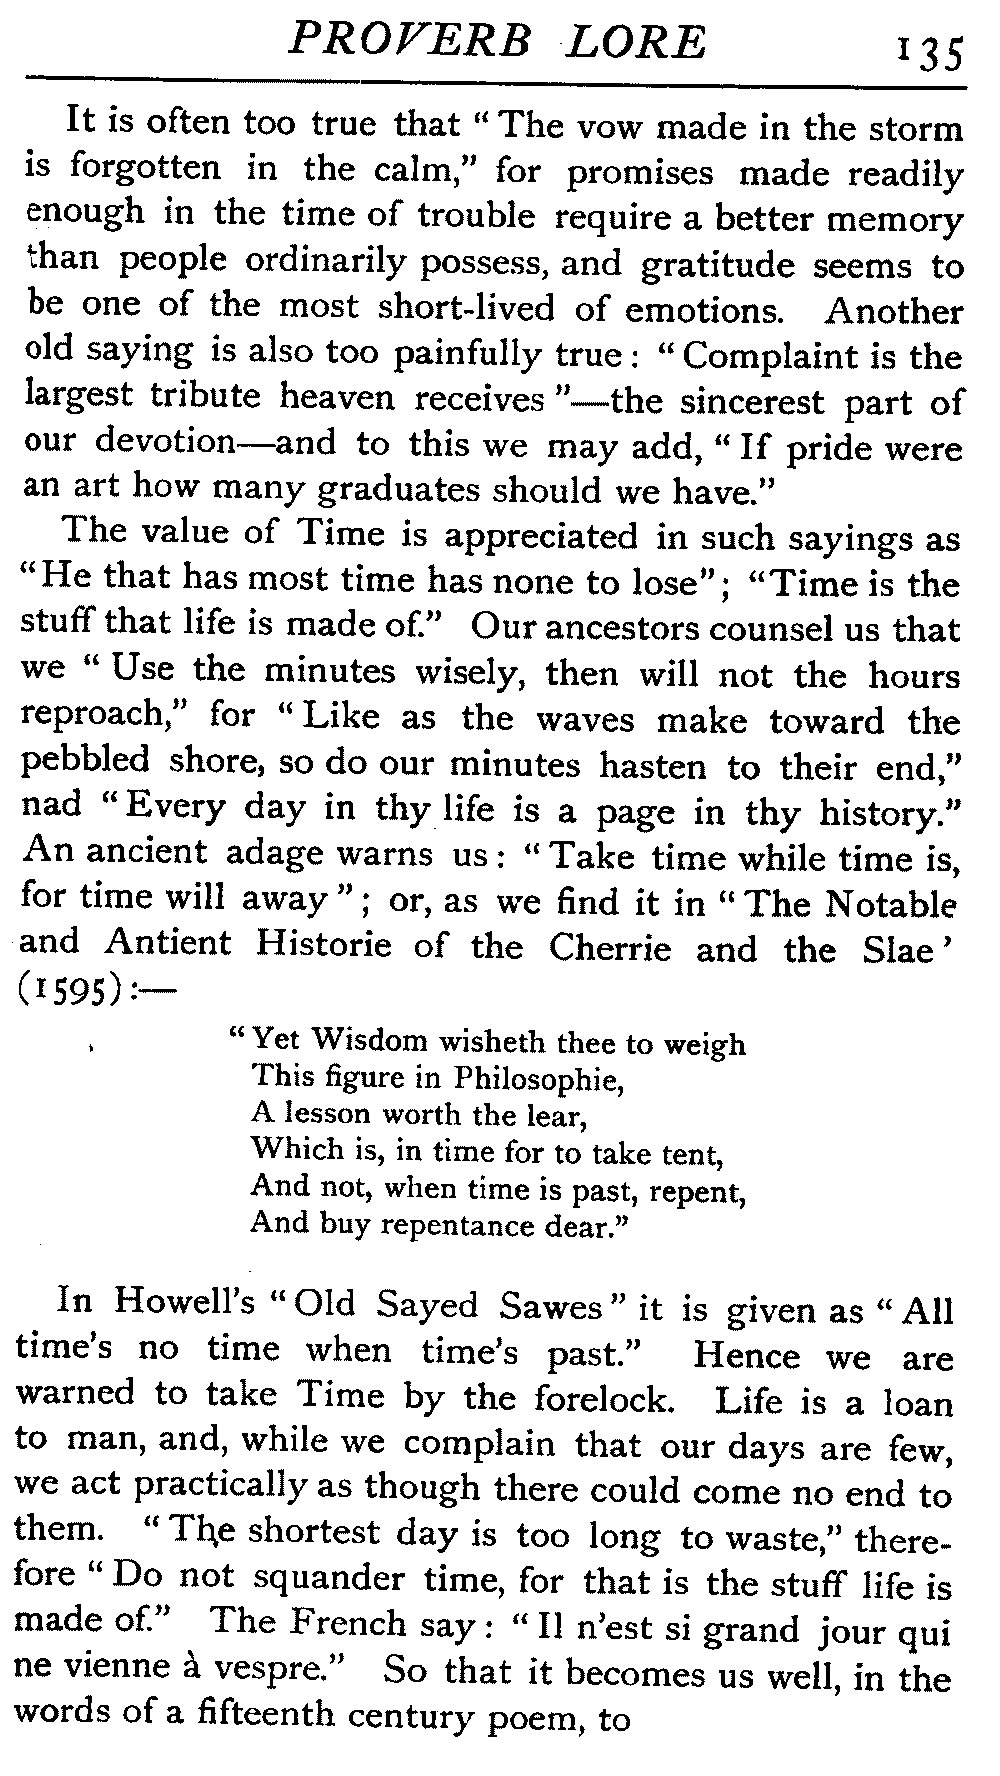 PROVERB LORE 135
It is often too true that “ The vow made in the storm
is forgotten in the calm,” for promises made readily
enough in the time of trouble require a better memory
than people ordinarily possess, and gratitude seems to
be one of the most short-lived of emotions. Another
old saying is also too painfully true : “ Complaint is the
largest tribute heaven receives ”—the sincerest part of
our devotion—and to this we may add, “ If pride were
an art how many graduates should we have.”
The value of Time is appreciated in such sayings as
“ He that has most time has none to lose” ; “Time is the
stuff that life is made of.” Our ancestors counsel us that
we “ Use the minutes wisely, then will not the hours
reproach,” for “ Like as the waves make toward the
pebbled shore, so do our minutes hasten to their end,”
nad “ Every day in thy life is a page in thy history.”
An ancient adage warns us : “ Take time while time is,
for time will away ” ; or, as we find it in “ The Notable
and Antient Historie of the Cherrie and the Slae ’
(1595) :—
“ Yet Wisdom wisheth thee to weigh
This figure in Philosophie,
A lesson worth the lear,
Which is, in time for to take tent,
And not, when time is past, repent,
And buy repentance dear.”
In Howell’s “ Old Sayed Sawes ” it is given as “ All
time’s no time when time’s past.” Hence we are
warned to take Time by the forelock. Life is a loan
to man, and, while we complain that our days are few,
we act practically as though there could come no end to
them. “ The shortest day is too long to waste,” there-
fore “ Do not squander time, for that is the stuff life is
made of.” The French say : “ Il n’est si grand jour qui
ne vienne à vespre.” So that it becomes us well, in the
words of a fifteenth century poem, to